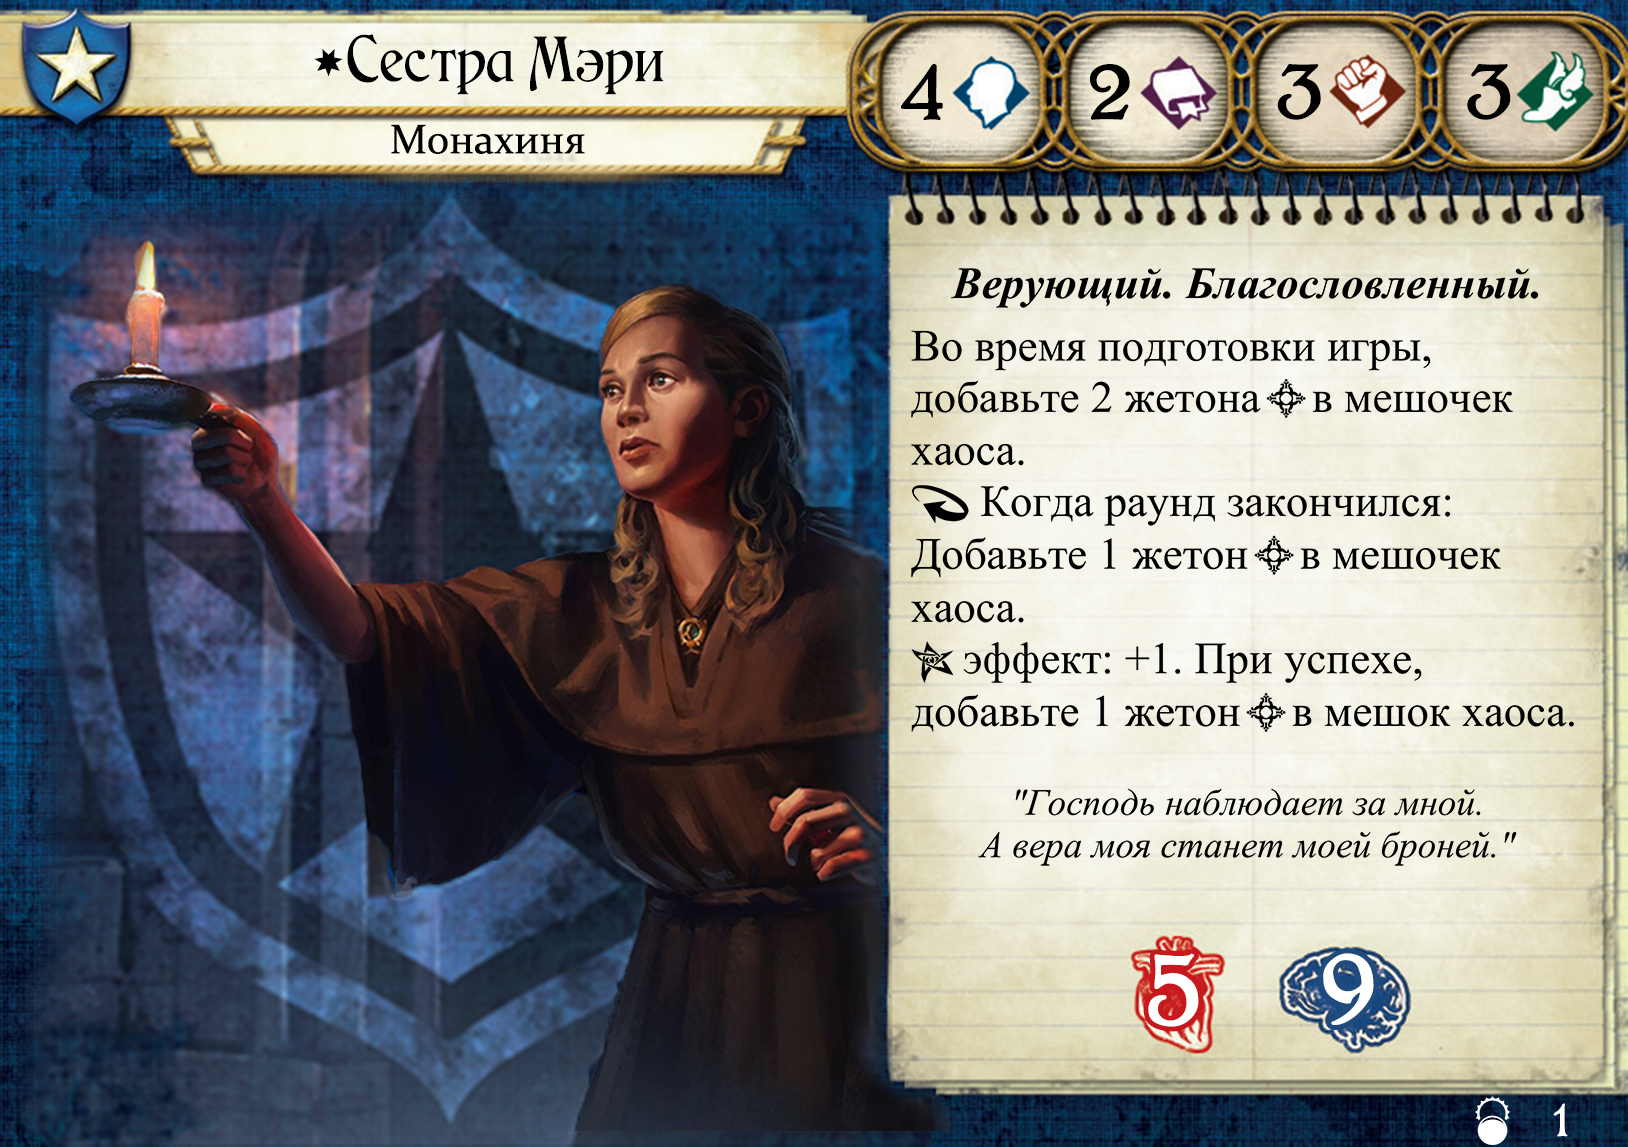 Сестра Мэри
4 2 3 3
Монахиня
Верующий. Благословленный.
Во время подготовки игры,
добавьте 2 жетона в мешочек
хаоса.
Когда раунд закончился:
Добавьте 1 жетон в мешочек
хаоса.
эффект: +1. При успехе,
добавьте 1 жетон в мешок хаоса.
"Господь наблюдает за мной.
А вера моя станет моей броней."
5 9
1